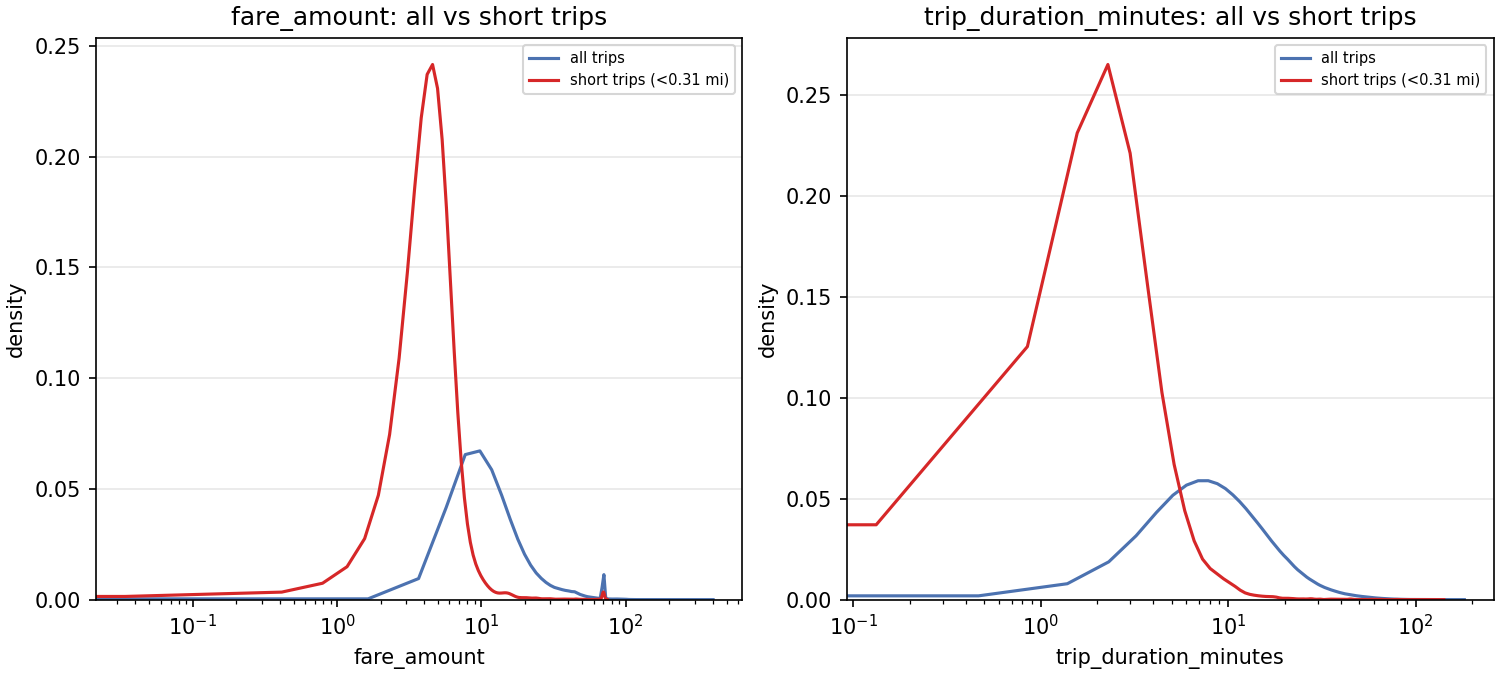 fare_amount: all vs short trips
all trips
short trips (<0.31 mi)
density
0.25
0.20
0.15
0.10
0.05
0.00
10⁻¹
10⁰
10¹
10²
fare_amount
trip_duration_minutes: all vs short trips
all trips
short trips (<0.31 mi)
density
0.25
0.20
0.15
0.10
0.05
0.00
10⁻¹
10⁰
10¹
10²
trip_duration_minutes